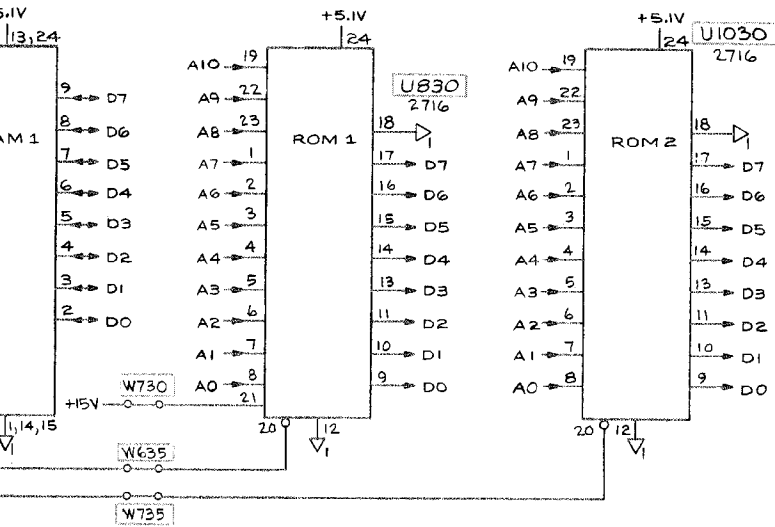 5.1V
13,24
AM 1
9 D7
8 D6
7 D5
6 D4
5 D3
4 D2
3 D1
2 D0
1,14,15
1
+5.1V
24
U830
2716
ROM 1
A10 19
A9 22
A8 23
A7 1
A6 2
A5 3
A4 4
A3 5
A2 6
A1 7
A0 8
+15V W730 21
18 1
17 D7
16 D6
15 D5
14 D4
13 D3
11 D2
10 D1
9 D0
20 12
1
W635
W735
+5.1V
24
U1030
2716
ROM 2
A10 19
A9 22
A8 23
A7 1
A6 2
A5 3
A4 4
A3 5
A2 6
A1 7
A0 8
18 1
17 D7
16 D6
15 D5
14 D4
13 D3
11 D2
10 D1
9 D0
20 12
1